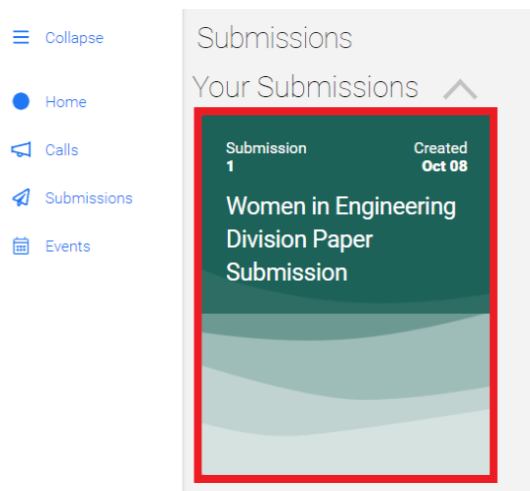 Collapse
Home
Calls
Submissions
Events
Submissions
Your Submissions
Submission Created
1 Oct 08
Women in Engineering
Division Paper
Submission